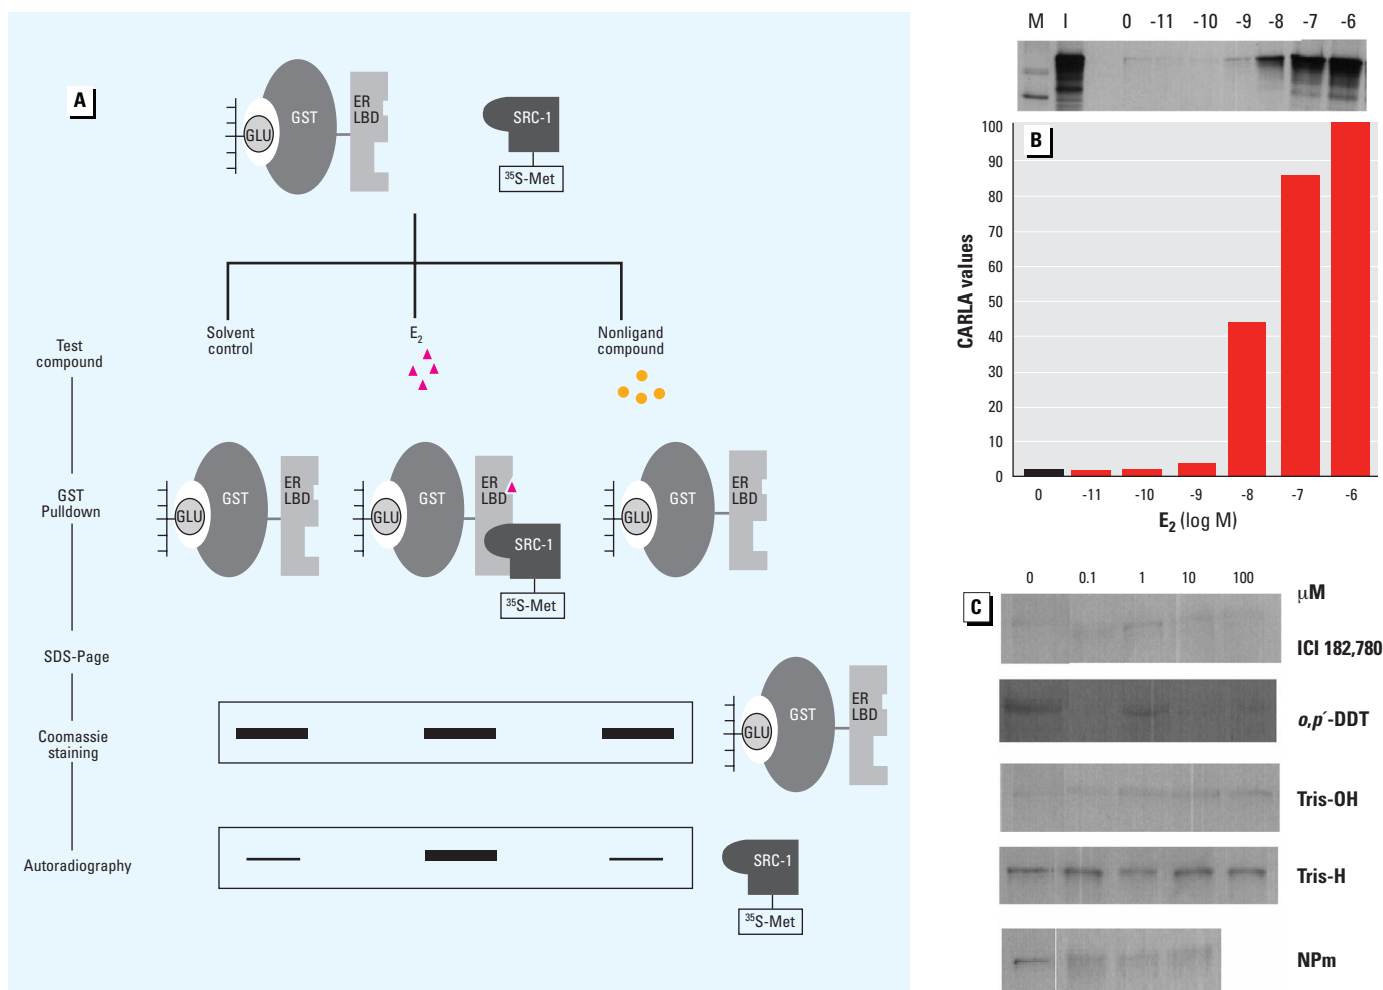 A
GST
GLU
ER
LBD
SRC-1
³⁵S-Met
Solvent
control
E₂
Nonligand
compound
Test
compound
GST
Pulldown
GLU
GST
ER
LBD
GLU
GST
ER
LBD
SRC-1
³⁵S-Met
GLU
GST
ER
LBD
SDS-Page
Coomassie
staining
GLU
GST
ER
LBD
Autoradiography
SRC-1
³⁵S-Met
M I 0 -11 -10 -9 -8 -7 -6
B
CARLA values
100
90
80
70
60
50
40
30
20
10
0
0 -11 -10 -9 -8 -7 -6
E₂ (log M)
C
0 0.1 1 10 100 µM
ICI 182,780
o,p´-DDT
Tris-OH
Tris-H
NPm